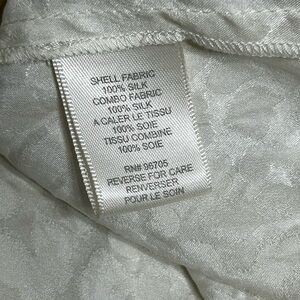 SHELL FABRIC
100% SILK
COMBO FABRIC
100% SILK
A CALER LE TISSU
100% SOIE
TISSU COMBINE
100% SOIE
RN# 96705
REVERSE FOR CARE
RENVERSER
POUR LE SOIN